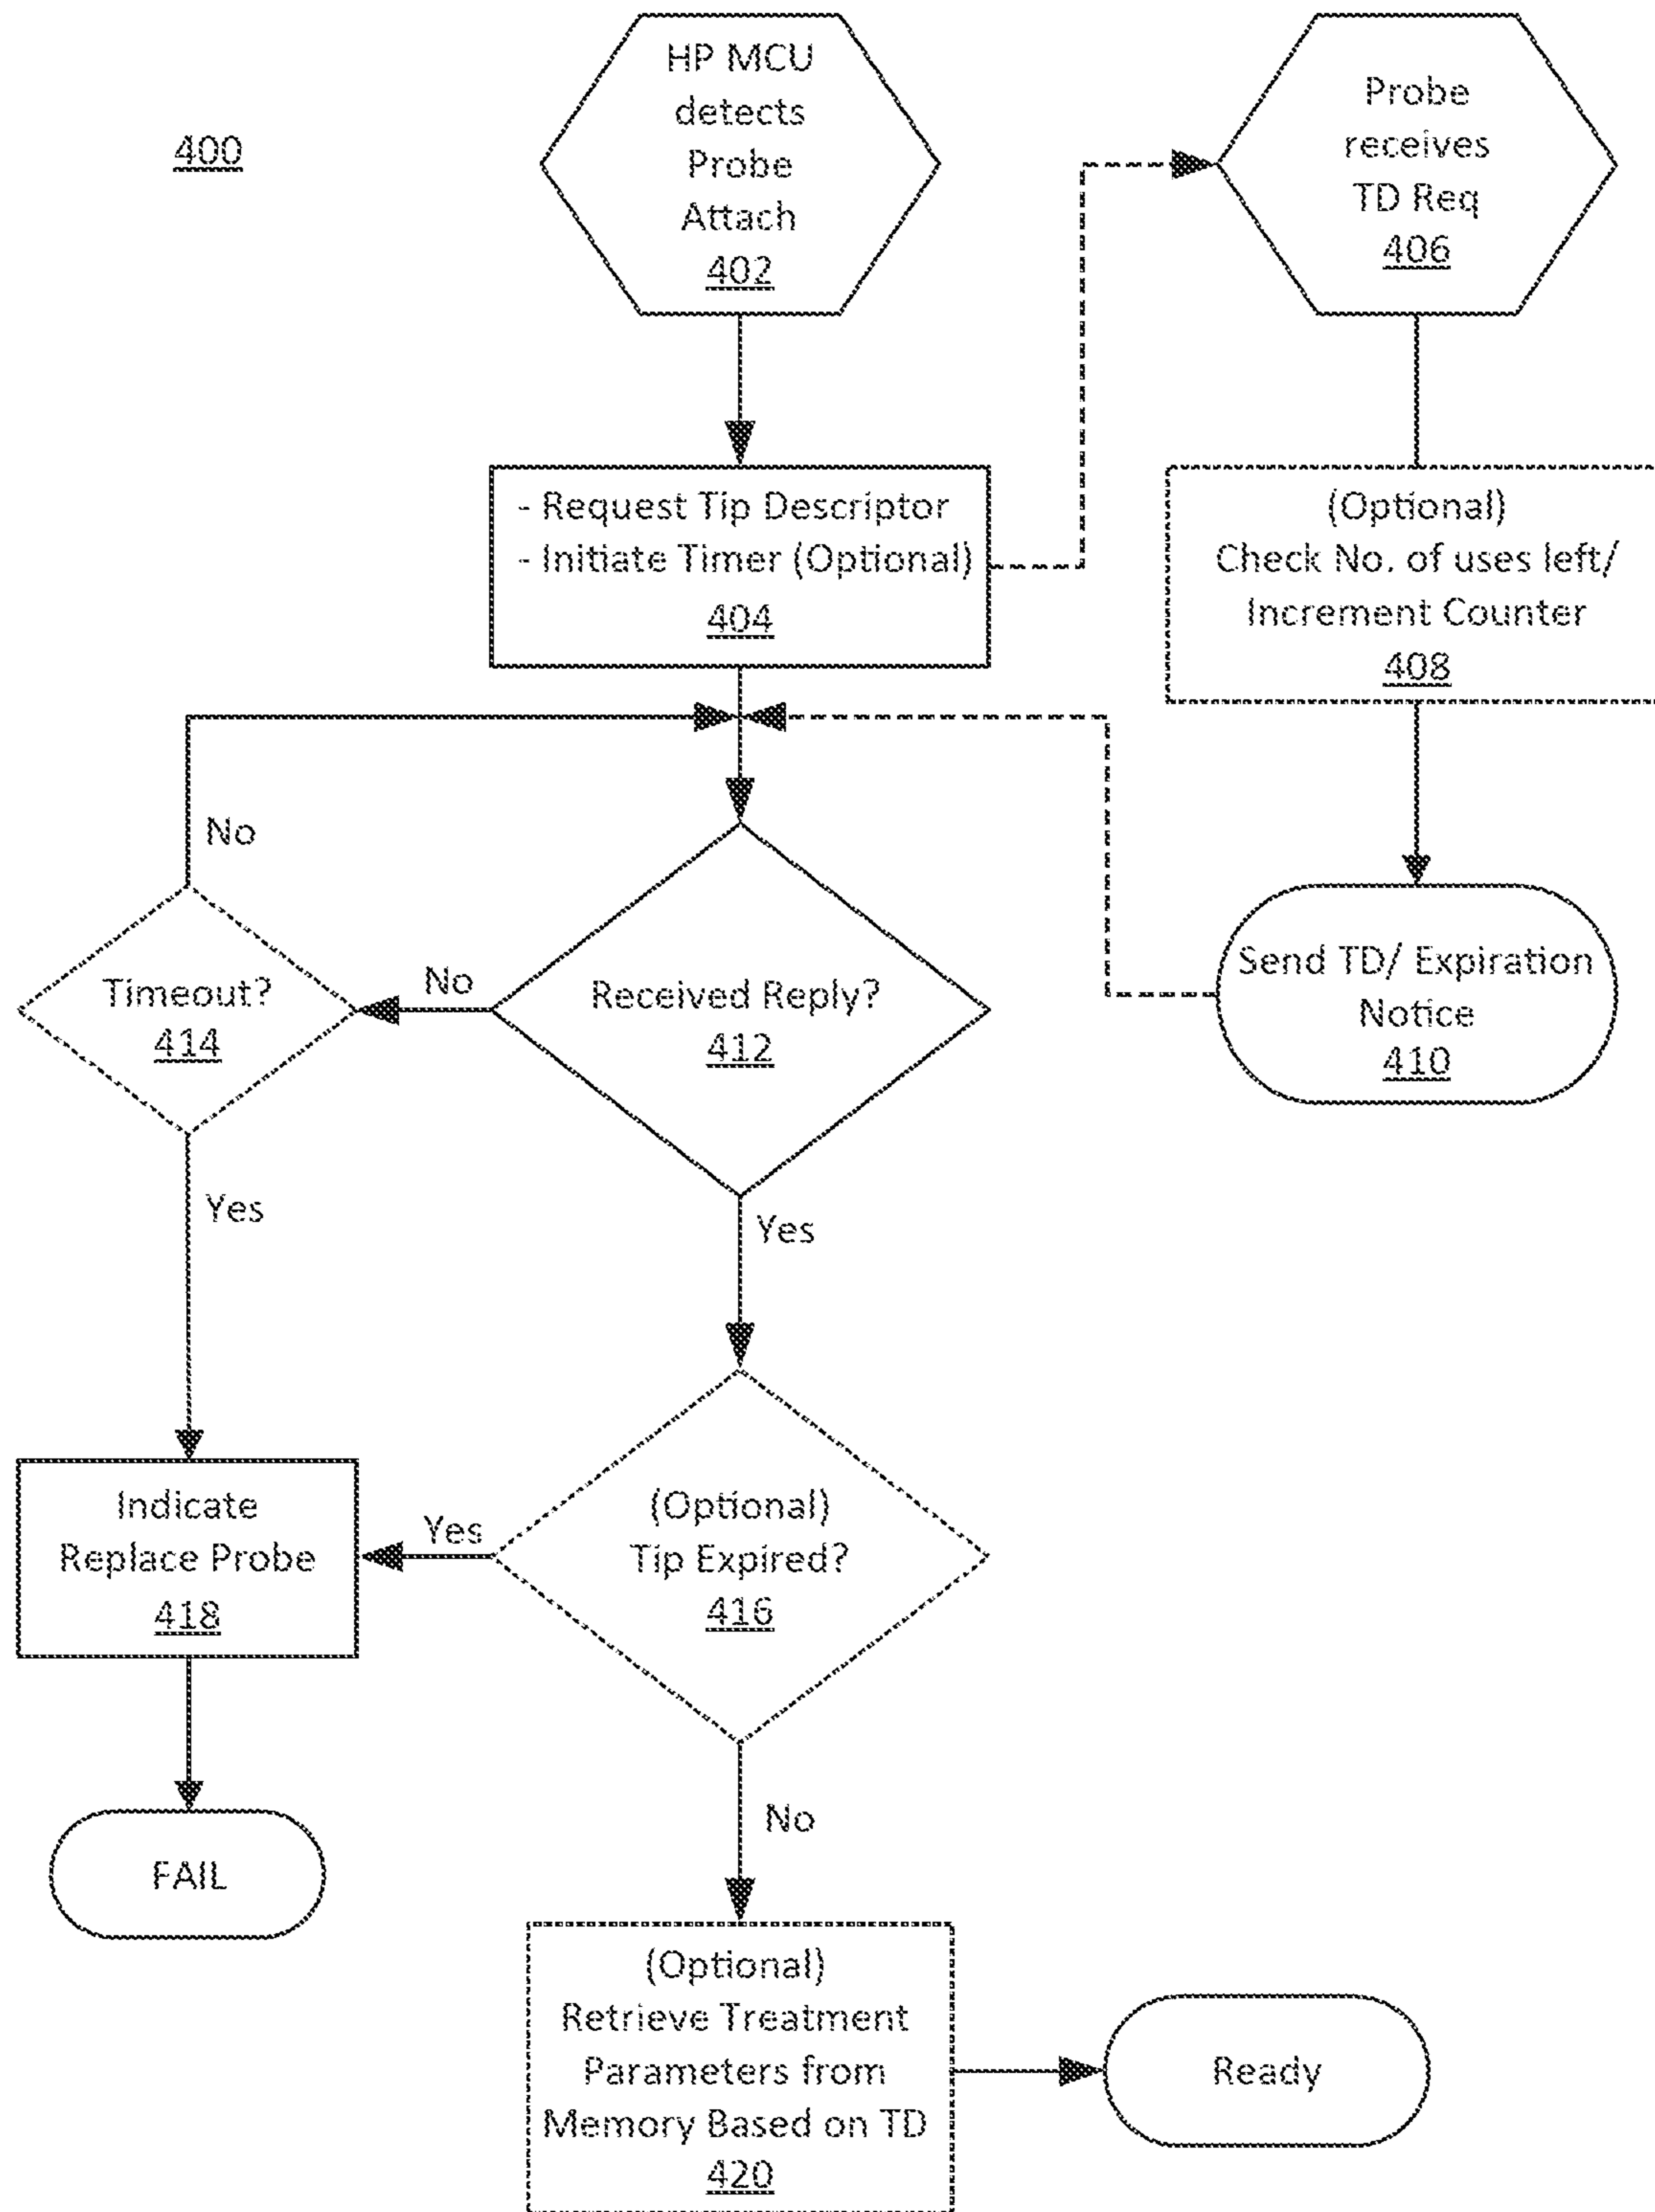 400
HP MCU
detects
Probe
Attach
402
Probe
receives
TD Req
406
- Request Tip Descriptor
- Initiate Timer (Optional)
404
(Optional)
Check No. of uses left/
Increment Counter
408
No
Timeout?
414
No
Received Reply?
412
Send TD/ Expiration
Notice
410
Yes
Yes
Indicate
Replace Probe
418
Yes
(Optional)
Tip Expired?
416
No
FAIL
(Optional)
Retrieve Treatment
Parameters from
Memory Based on TD
420
Ready